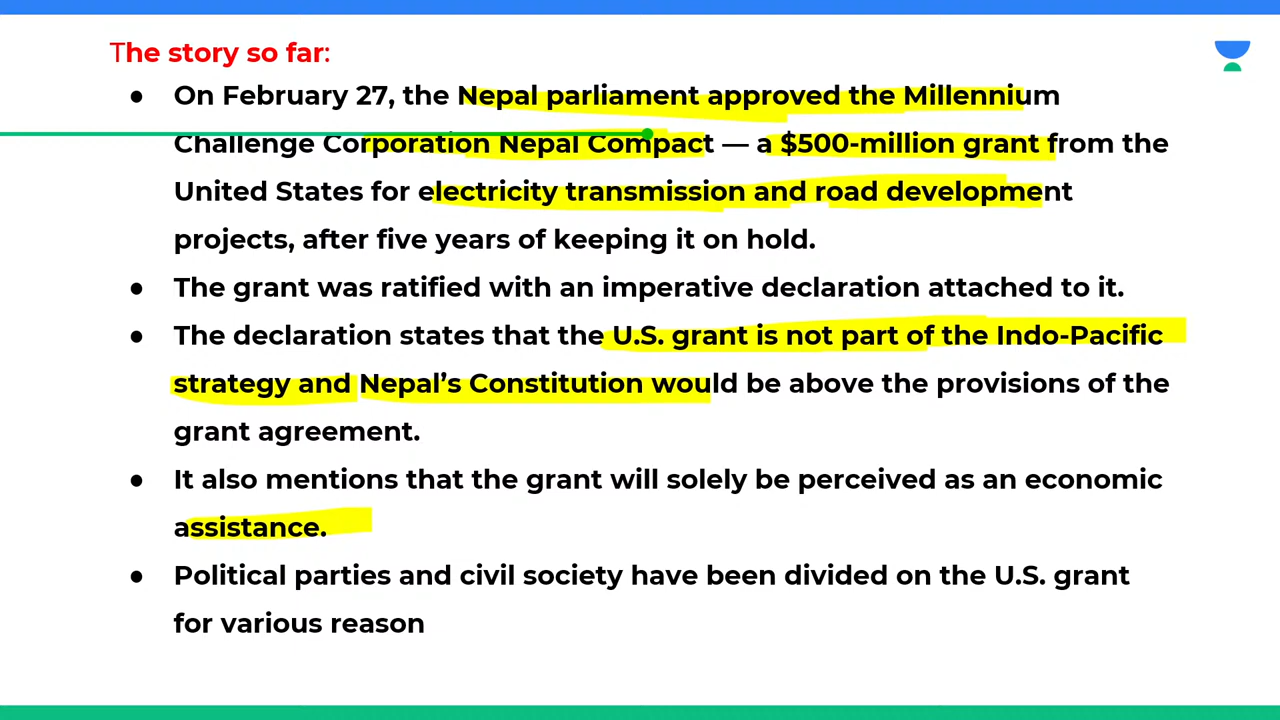 The story so far:
● On February 27, the Nepal parliament approved the Millennium
Challenge Corporation Nepal Compact — a $500-million grant from the
United States for electricity transmission and road development
projects, after five years of keeping it on hold.
● The grant was ratified with an imperative declaration attached to it.
● The declaration states that the U.S. grant is not part of the Indo-Pacific
strategy and Nepal’s Constitution would be above the provisions of the
grant agreement.
● It also mentions that the grant will solely be perceived as an economic
assistance.
● Political parties and civil society have been divided on the U.S. grant
for various reason